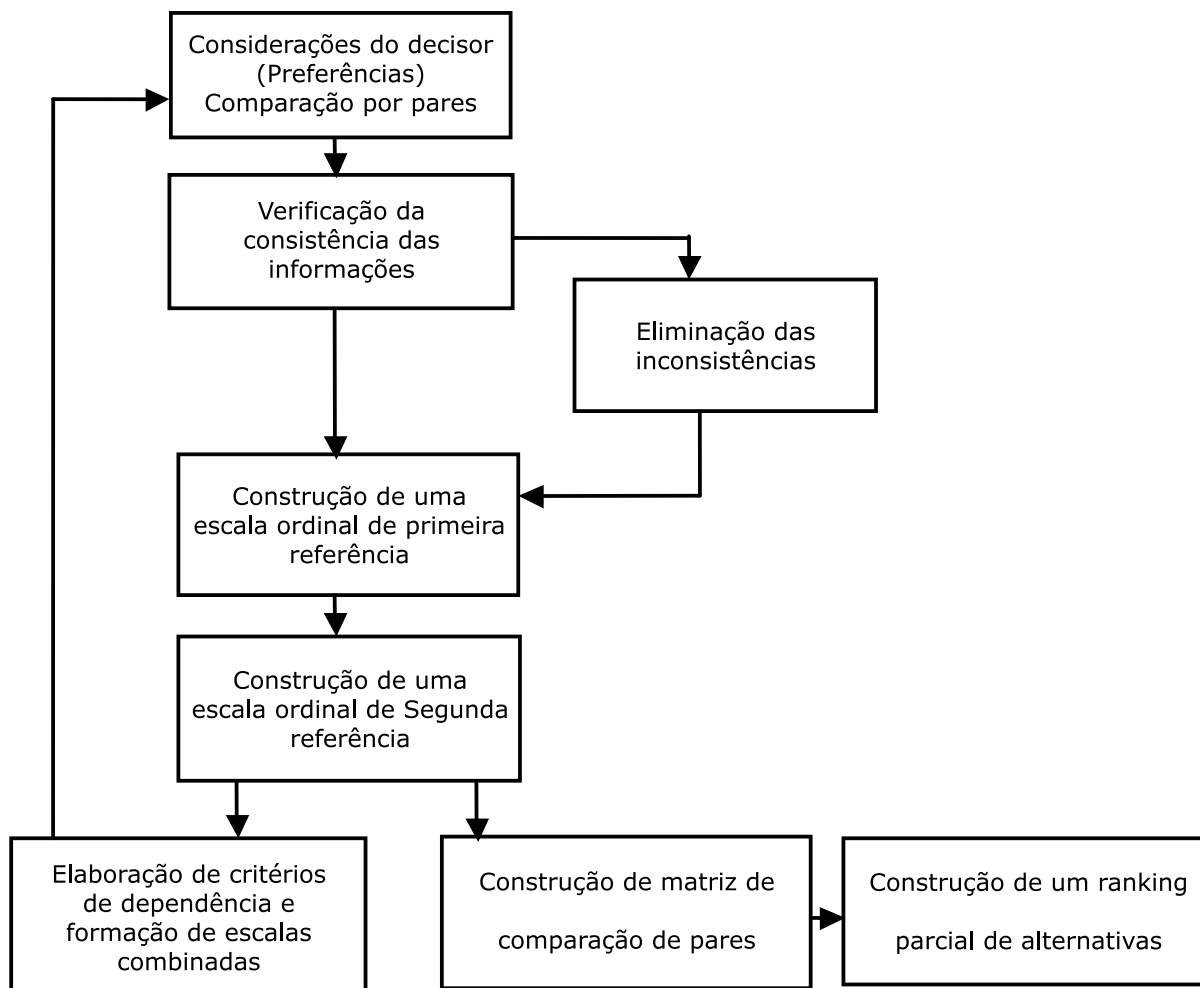 Considerações do decisor
(Preferências)
Comparação por pares
Verificação da
consistência das
informações
Eliminação das
inconsistências
Construção de uma
escala ordinal de primeira
referência
Construção de uma
escala ordinal de Segunda
referência
Elaboração de critérios
de dependência e
formação de escalas
combinadas
Construção de matriz de
comparação de pares
Construção de um ranking
parcial de alternativas